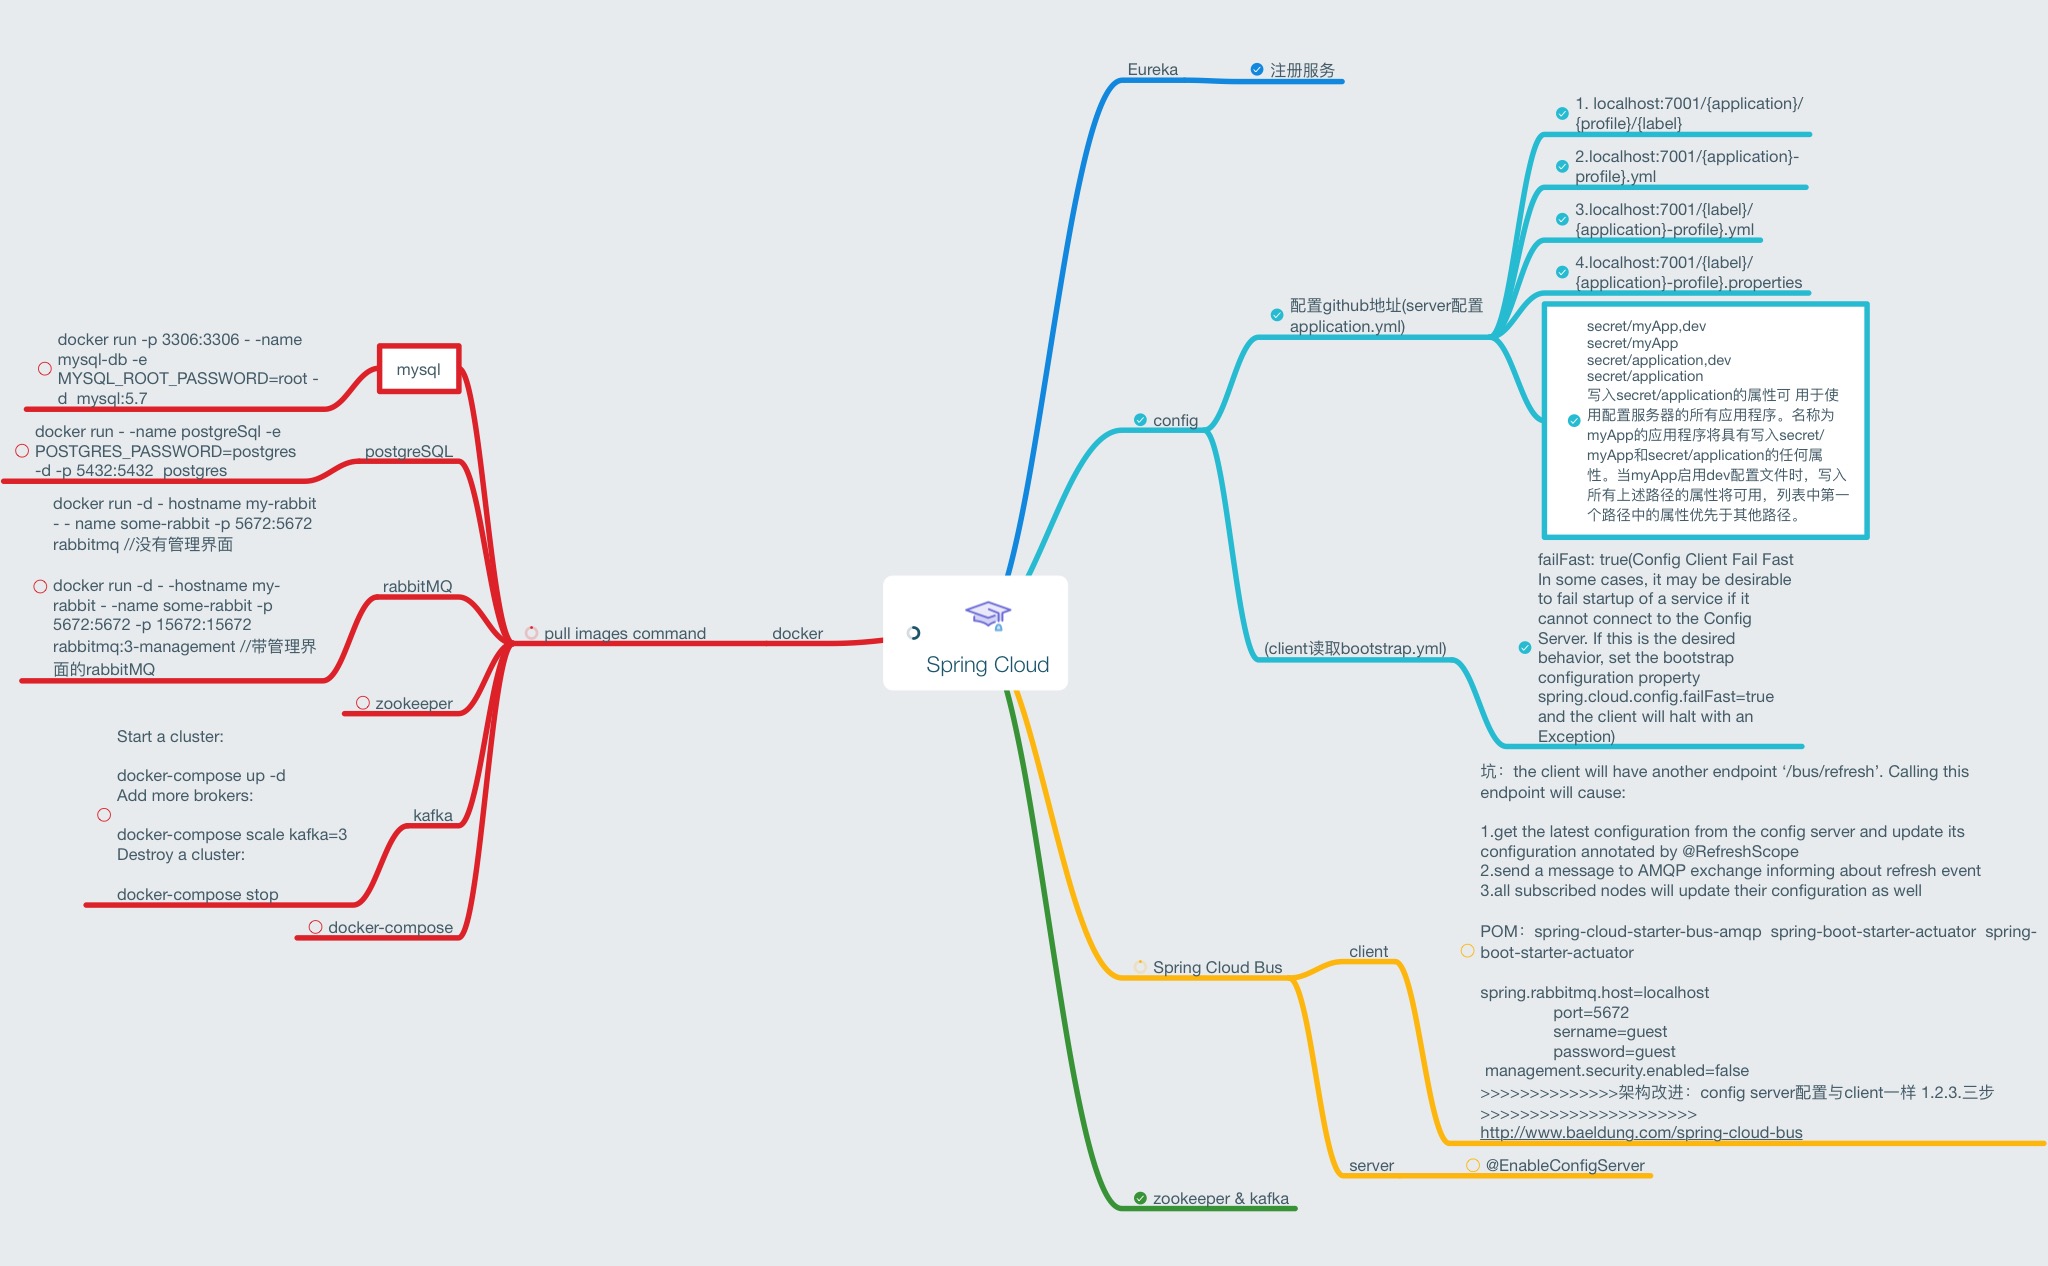 Spring Cloud
Eureka
注册服务
config
配置github地址(server配置
application.yml)
1. localhost:7001/{application}/
{profile}/{label}
2.localhost:7001/{application}-
profile}.yml
3.localhost:7001/{label}/
{application}-profile}.yml
4.localhost:7001/{label}/
{application}-profile}.properties
secret/myApp,dev
secret/myApp
secret/application,dev
secret/application
写入secret/application的属性可 用于使
用配置服务器的所有应用程序。名称为
myApp的应用程序将具有写入secret/
myApp和secret/application的任何属
性。当myApp启用dev配置文件时，写入
所有上述路径的属性将可用，列表中第一
个路径中的属性优先于其他路径。
(client读取bootstrap.yml)
failFast: true(Config Client Fail Fast
In some cases, it may be desirable
to fail startup of a service if it
cannot connect to the Config
Server. If this is the desired
behavior, set the bootstrap
configuration property
spring.cloud.config.failFast=true
and the client will halt with an
Exception)
Spring Cloud Bus
client
坑：the client will have another endpoint ‘/bus/refresh’. Calling this
endpoint will cause:
1.get the latest configuration from the config server and update its
configuration annotated by @RefreshScope
2.send a message to AMQP exchange informing about refresh event
3.all subscribed nodes will update their configuration as well
POM：spring-cloud-starter-bus-amqp  spring-boot-starter-actuator  spring-
boot-starter-actuator
spring.rabbitmq.host=localhost
port=5672
sername=guest
password=guest
management.security.enabled=false
>>>>>>>>>>>>>>架构改进：config server配置与client一样 1.2.3.三步
>>>>>>>>>>>>>>>>>>>>>>
http://www.baeldung.com/spring-cloud-bus
server
@EnableConfigServer
zookeeper & kafka
docker
pull images command
mysql
docker run -p 3306:3306 - -name
mysql-db -e
MYSQL_ROOT_PASSWORD=root -
d  mysql:5.7
postgreSQL
docker run - -name postgreSql -e
POSTGRES_PASSWORD=postgres
-d -p 5432:5432  postgres
rabbitMQ
docker run -d - hostname my-rabbit
- - name some-rabbit -p 5672:5672
rabbitmq //没有管理界面
docker run -d - -hostname my-
rabbit - -name some-rabbit -p
5672:5672 -p 15672:15672
rabbitmq:3-management //带管理界
面的rabbitMQ
zookeeper
kafka
Start a cluster:
docker-compose up -d
Add more brokers:
docker-compose scale kafka=3
Destroy a cluster:
docker-compose stop
docker-compose